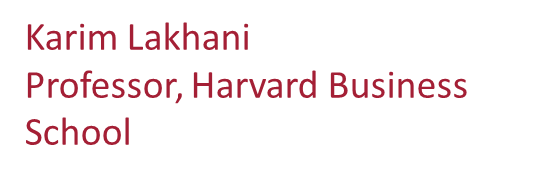 Karim Lakhani
Professor, Harvard Business
School